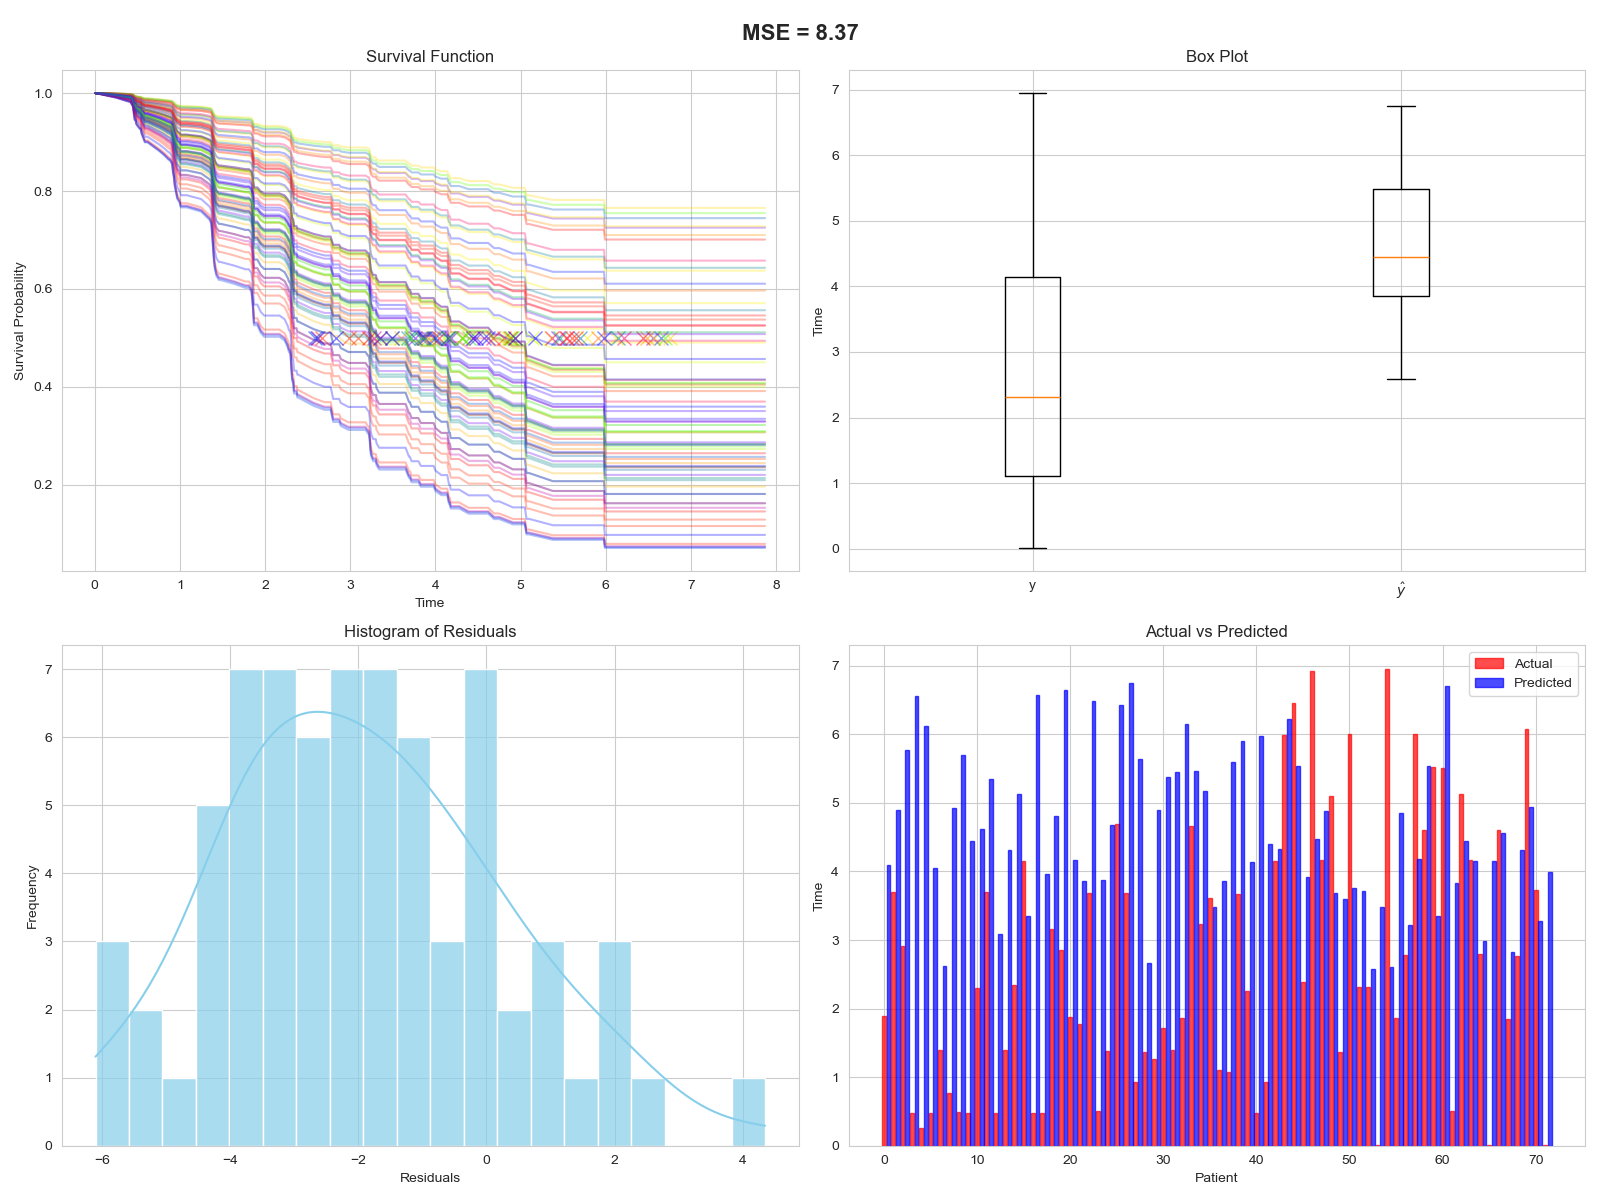 MSE = 8.37
Survival Function
1.0
0.8
0.6
0.4
0.2
Survival Probability
0 1 2 3 4 5 6 7 8
Time
Box Plot
7
6
5
4
3
2
1
0
Time
y ŷ
Histogram of Residuals
7
6
5
4
3
2
1
0
Frequency
−6 −4 −2 0 2 4
Residuals
Actual vs Predicted
Actual
Predicted
7
6
5
4
3
2
1
0
Time
0 10 20 30 40 50 60 70
Patient